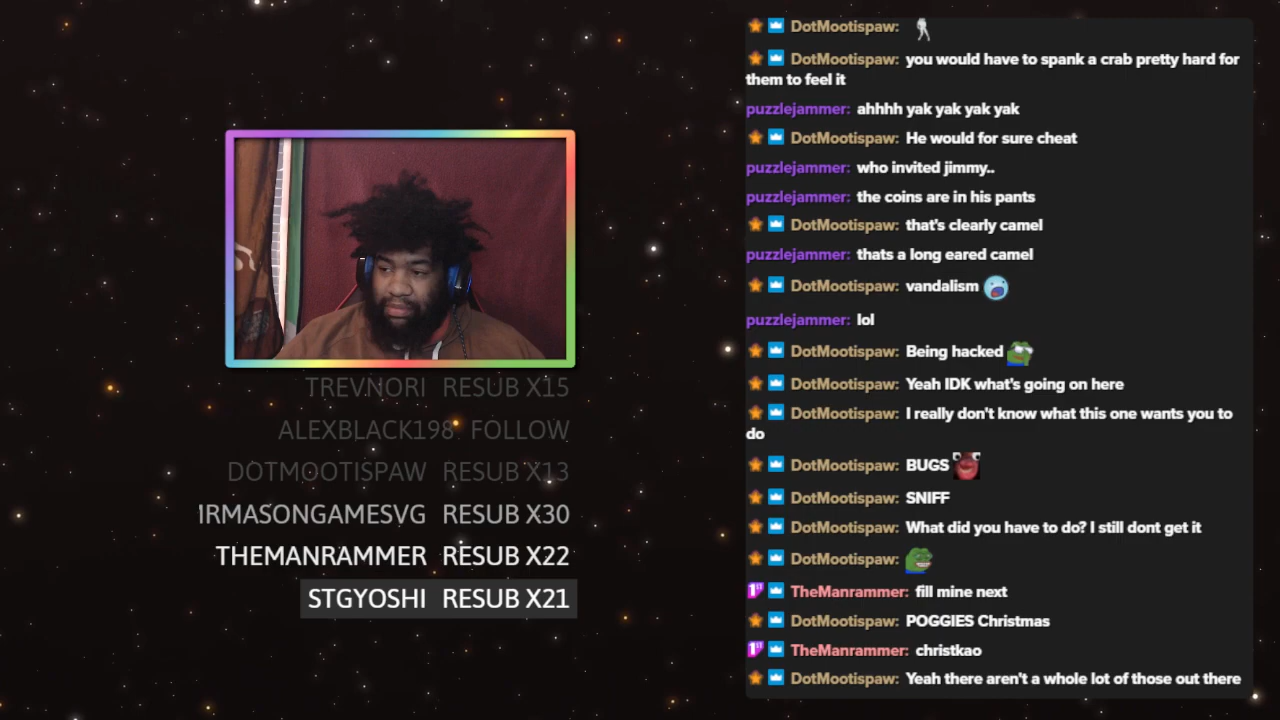 TREVNORI RESUB X15
ALEXBLACK198 FOLLOW
DOTMOOTISPAW RESUB X13
IRMASONGAMESVG RESUB X30
THEMANRAMMER RESUB X22
STGYOSHI RESUB X21
DotMootispaw:
DotMootispaw: you would have to spank a crab pretty hard for
them to feel it
puzzlejammer: ahhhh yak yak yak yak
DotMootispaw: He would for sure cheat
puzzlejammer: who invited jimmy..
puzzlejammer: the coins are in his pants
DotMootispaw: that's clearly camel
puzzlejammer: thats a long eared camel
DotMootispaw: vandalism
puzzlejammer: lol
DotMootispaw: Being hacked
DotMootispaw: Yeah IDK what's going on here
DotMootispaw: I really don't know what this one wants you to
do
DotMootispaw: BUGS
DotMootispaw: SNIFF
DotMootispaw: What did you have to do? I still dont get it
DotMootispaw:
TheManrammer: fill mine next
DotMootispaw: POGGIES Christmas
TheManrammer: christkao
DotMootispaw: Yeah there aren't a whole lot of those out there